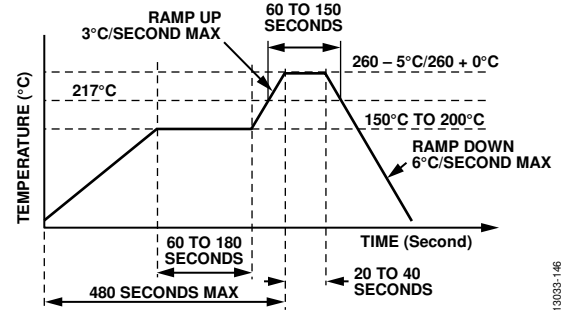 RAMP UP
3°C/SECOND MAX
60 TO 150
SECONDS
260 – 5°C/260 + 0°C
217°C
150°C TO 200°C
RAMP DOWN
6°C/SECOND MAX
TEMPERATURE (°C)
TIME (Second)
60 TO 180
SECONDS
20 TO 40
SECONDS
480 SECONDS MAX
13033-146